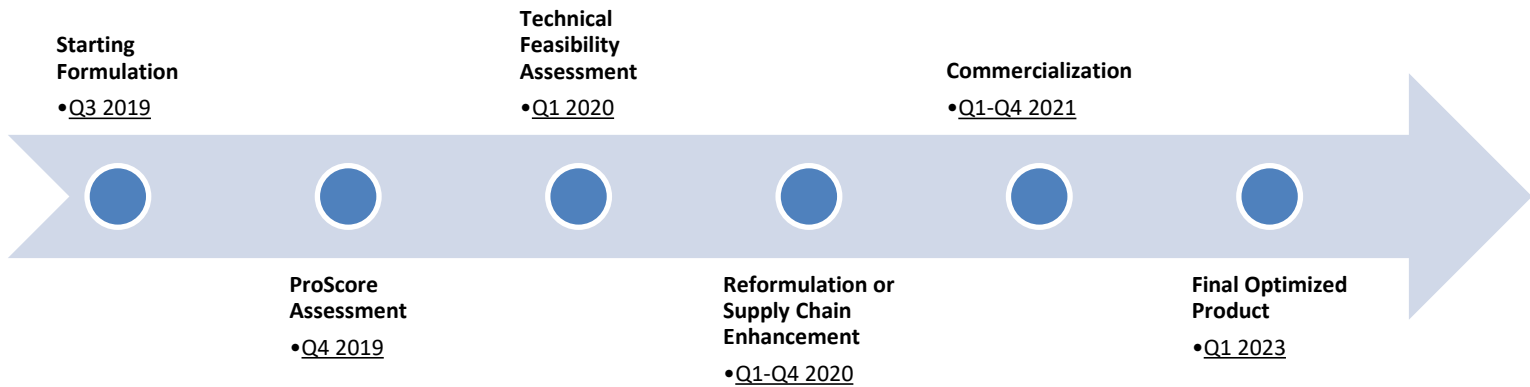 Starting
Formulation
•Q3 2019
ProScore
Assessment
•Q4 2019
Technical
Feasibility
Assessment
•Q1 2020
Reformulation or
Supply Chain
Enhancement
•Q1-Q4 2020
Commercialization
•Q1-Q4 2021
Final Optimized
Product
•Q1 2023